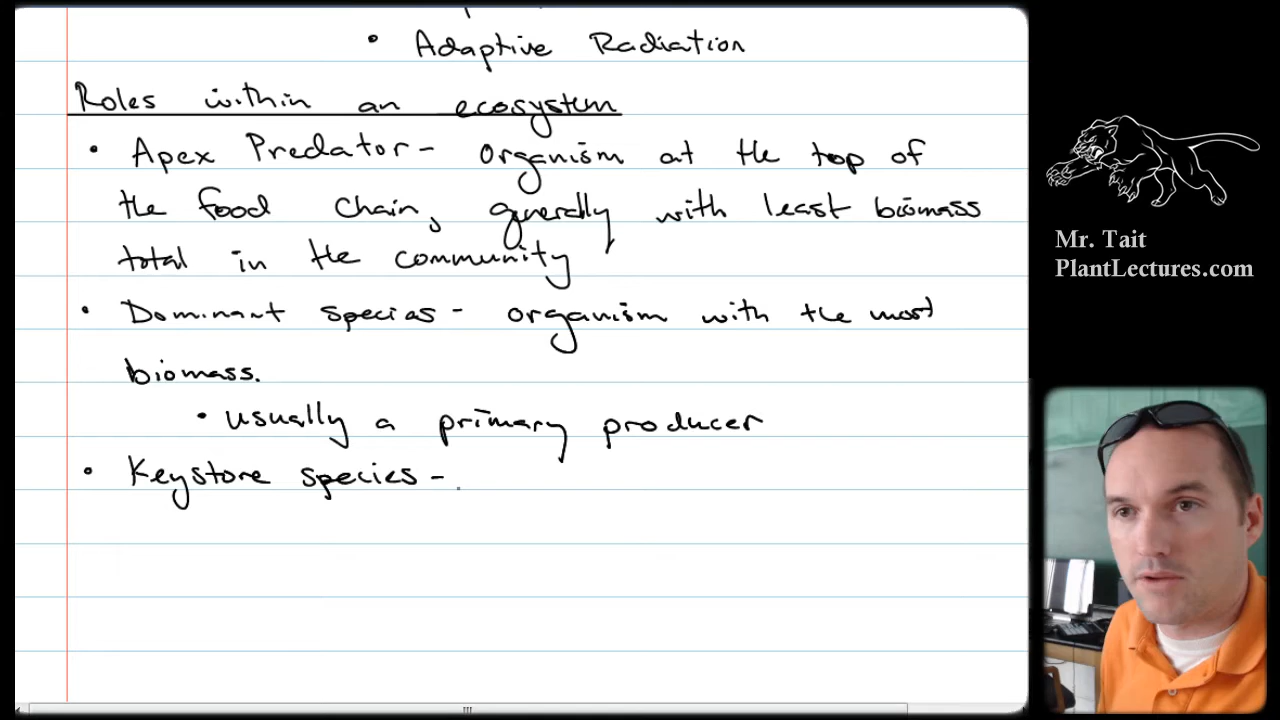 • Adaptive Radiation
Roles within an ecosystem
• Apex Predator - organism at the top of
the food chain, generally with least biomass
total in the community
• Dominant species - organism with the most
biomass.
• usually a primary producer
• Keystone species -
Mr. Tait
PlantLectures.com